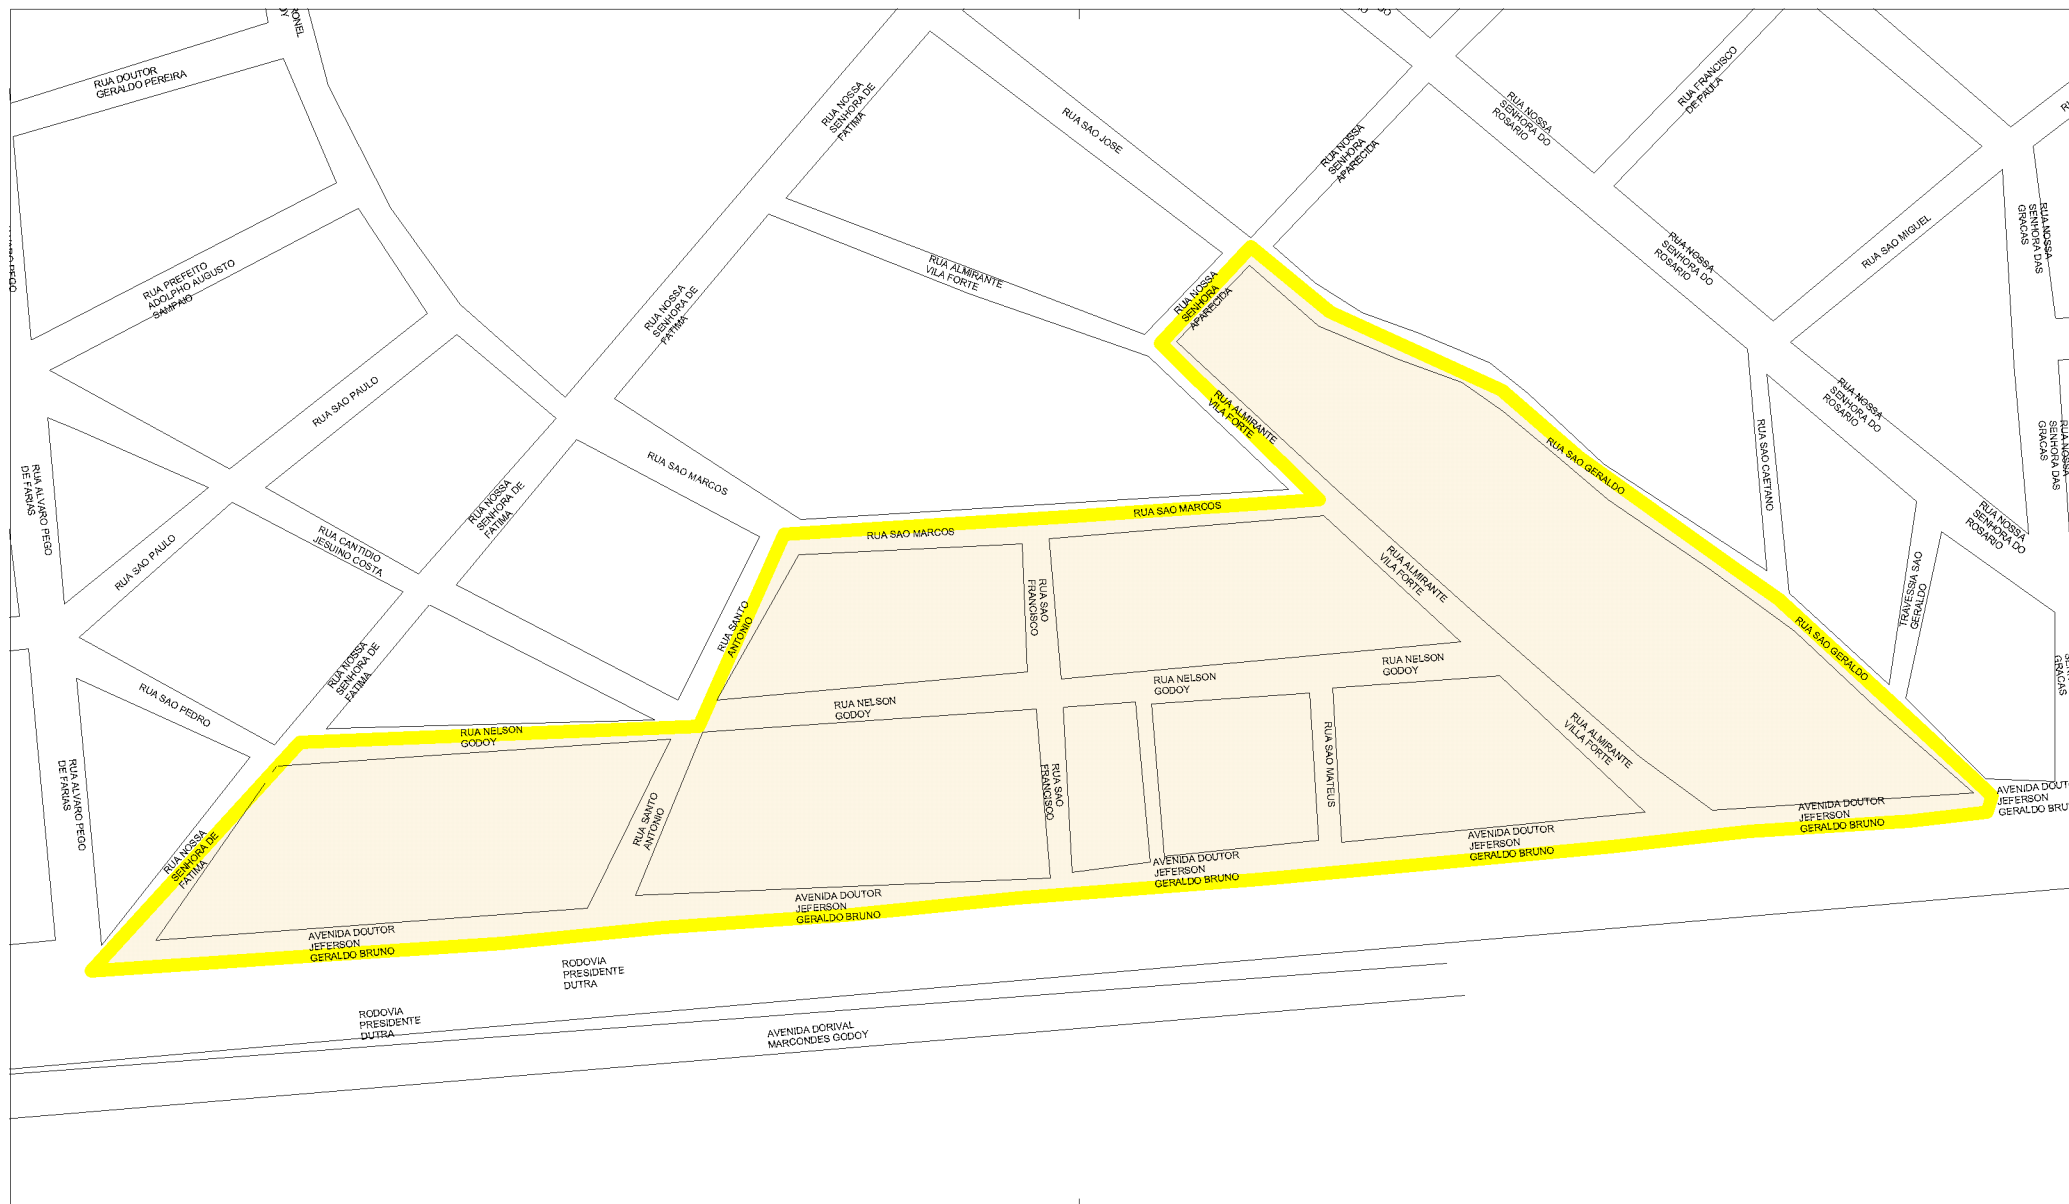 RUA DOUTOR
GERALDO PEREIRA
RUA NOSSA
SENHORA DE
FATIMA
RUA SAO JOSE
RUA NOSSA
SENHORA
APARECIDA
RUA NOSSA
SENHORA DO
ROSARIO
RUA FRANCISCO
DE PAULA
RUA PREFEITO
ADOLPHO AUGUSTO
SAMPAIO
RUA NOSSA
SENHORA DE
FATIMA
RUA ALMIRANTE
VILA FORTE
RUA NOSSA
SENHORA
APARECIDA
RUA NOSSA
SENHORA DO
ROSARIO
RUA SAO MIGUEL
RUA NOSSA
SENHORA DAS
GRACAS
RUA SAO PAULO
RUA SAO MARCOS
RUA ALMIRANTE
VILA FORTE
RUA SAO GERALDO
RUA SAO CAETANO
RUA NOSSA
SENHORA DO
ROSARIO
RUA NOSSA
SENHORA DAS
GRACAS
RUA ALVARO PEGO
DE FARIAS
RUA SAO PAULO
RUA CANTIDIO
JESUINO COSTA
RUA NOSSA
SENHORA DE
FATIMA
RUA SAO MARCOS
RUA SAO MARCOS
RUA NOSSA
SENHORA DO
ROSARIO
RUA SANTO
ANTONIO
RUA SAO
FRANCISCO
RUA ALMIRANTE
VILA FORTE
TRAVESSIA SAO
GERALDO
RUA SAO GERALDO
GRACAS
RUA NOSSA
SENHORA DE
FATIMA
RUA SAO PEDRO
RUA NELSON
GODOY
RUA NELSON
GODOY
RUA NELSON
GODOY
RUA NELSON
GODOY
RUA ALMIRANTE
VILLA FORTE
RUA ALVARO PEGO
DE FARIAS
RUA NOSSA
SENHORA DE
FATIMA
RUA SANTO
ANTONIO
RUA SAO
FRANCISCO
RUA SAO MATEUS
AVENIDA DOUTOR
JEFERSON
GERALDO BRUNO
AVENIDA DOUTOR
JEFERSON
GERALDO BRUNO
AVENIDA DOUTOR
JEFERSON
GERALDO BRUNO
AVENIDA DOUTOR
JEFERSON
GERALDO BRUNO
AVENIDA DOUTOR
JEFERSON
GERALDO BRUNO
AVENIDA DOUT
JEFERSON
GERALDO BRU
RODOVIA
PRESIDENTE
DUTRA
RODOVIA
PRESIDENTE
DUTRA
AVENIDA DORIVAL
MARCONDES GODOY